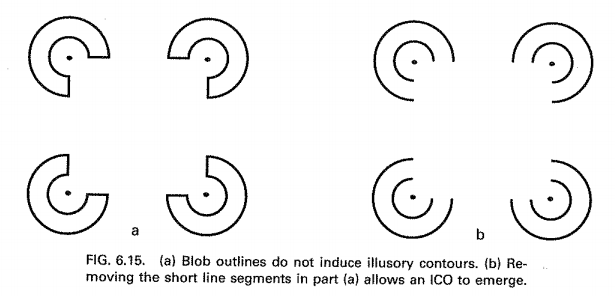 a
b
FIG. 6.15. (a) Blob outlines do not induce illusory contours. (b) Re-
moving the short line segments in part (a) allows an ICO to emerge.